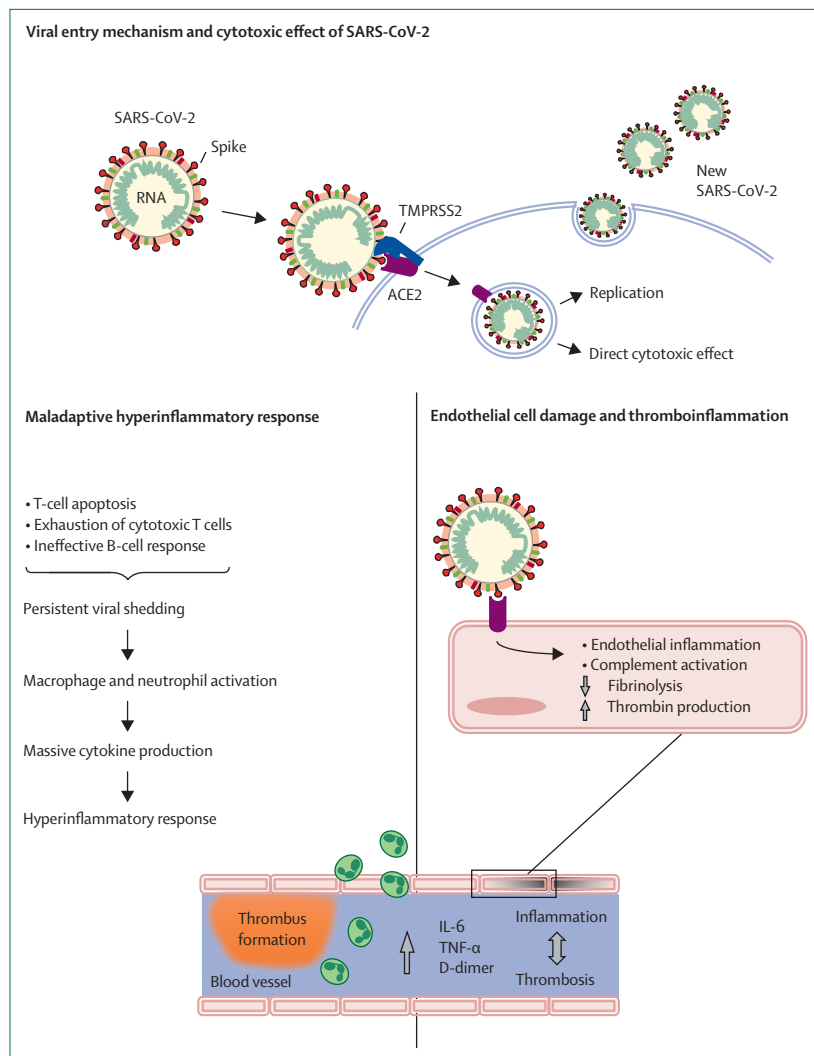 Viral entry mechanism and cytotoxic effect of SARS-CoV-2
SARS-CoV-2
Spike
RNA
New
SARS-CoV-2
TMPRSS2
ACE2
Replication
Direct cytotoxic effect
Maladaptive hyperinflammatory response
• T-cell apoptosis
• Exhaustion of cytotoxic T cells
• Ineffective B-cell response
Persistent viral shedding
Macrophage and neutrophil activation
Massive cytokine production
Hyperinflammatory response
Endothelial cell damage and thromboinflammation
• Endothelial inflammation
• Complement activation
Fibrinolysis
Thrombin production
Thrombus
formation
Blood vessel
IL-6
TNF-α
D-dimer
Inflammation
Thrombosis